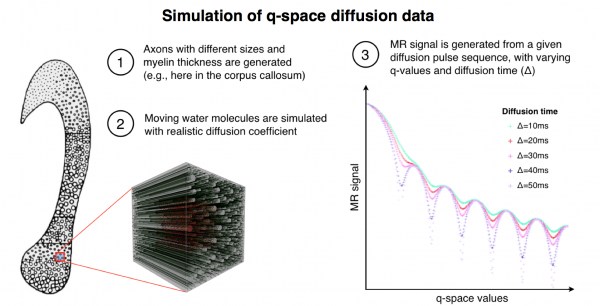 Simulation of q-space diffusion data
1
Axons with different sizes and
myelin thickness are generated
(e.g., here in the corpus callosum)
2
Moving water molecules are simulated
with realistic diffusion coefficient
3
MR signal is generated from a given
diffusion pulse sequence, with varying
q-values and diffusion time (Δ)
Diffusion time
Δ=10ms
Δ=20ms
Δ=30ms
Δ=40ms
Δ=50ms
MR signal
q-space values